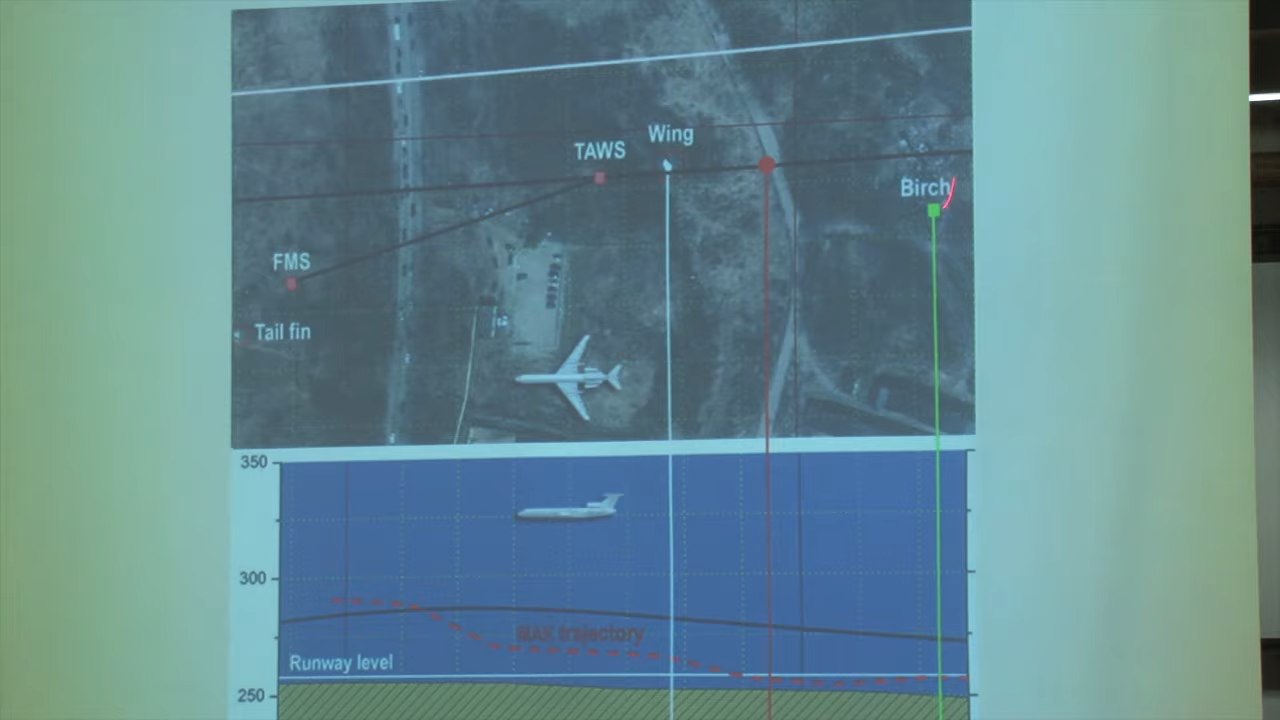 Wing
TAWS
Birch
FMS
Tail fin
350
300
MAK trajectory
Runway level
250